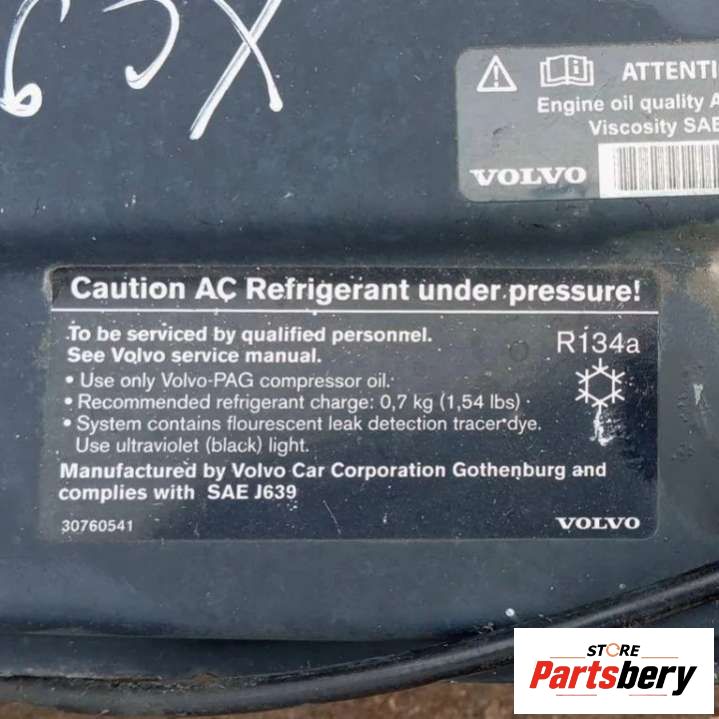 ATTENTI
Engine oil quality A
Viscosity SAE
VOLVO
Caution AC Refrigerant under pressure!
To be serviced by qualified personnel.
See Volvo service manual.
R134a
• Use only Volvo-PAG compressor oil.
• Recommended refrigerant charge: 0,7 kg (1,54 lbs)
• System contains flourescent leak detection tracer dye.
Use ultraviolet (black) light.
Manufactured by Volvo Car Corporation Gothenburg and
complies with SAE J639
30760541
VOLVO
STORE
Partsbery